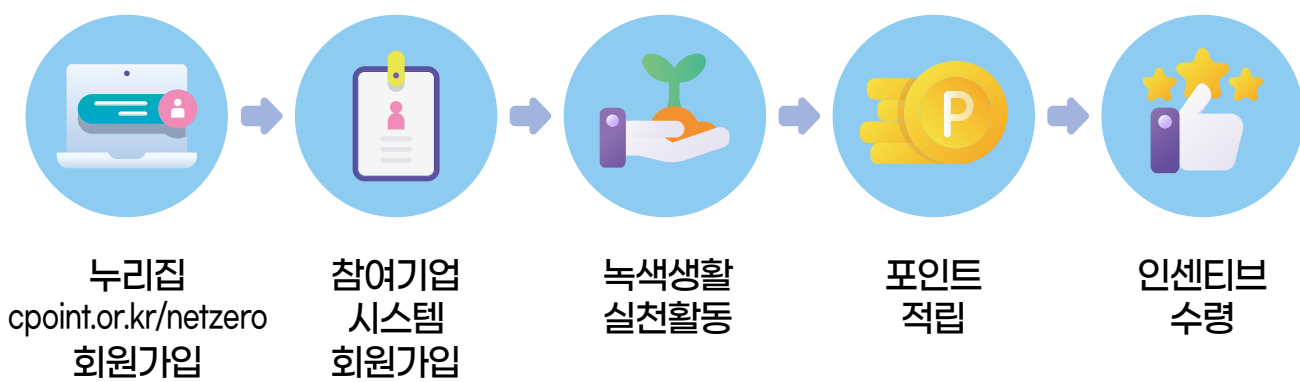 P
누리집
cpoint.or.kr/netzero
회원가입
참여기업
시스템
회원가입
녹색생활
실천활동
포인트
적립
인센티브
수령